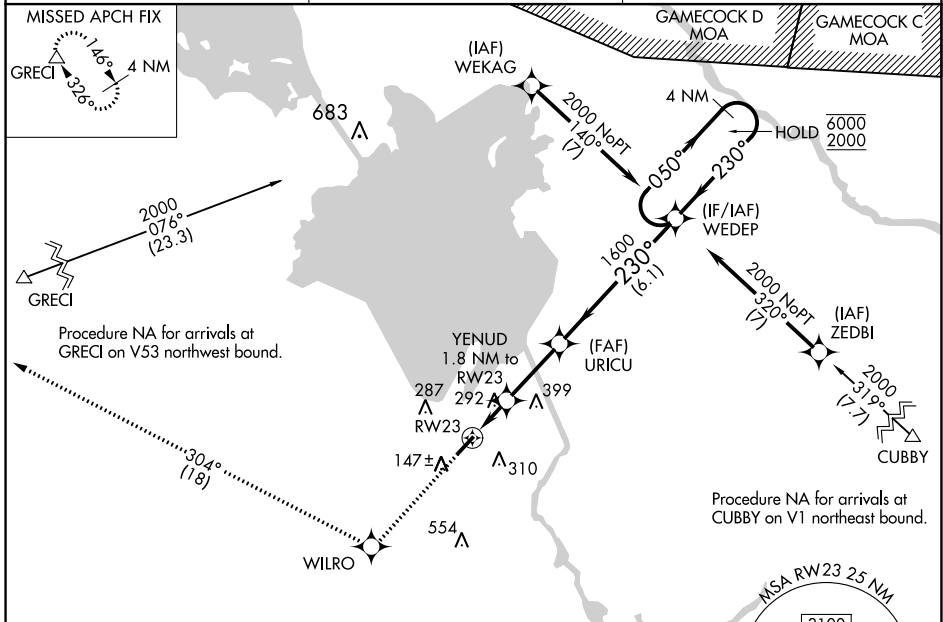 MISSED APCH FIX
146°
4 NM
GRECI
326°
683
(IAF)
WEKAG
2000 NoPT
140°
(7)
GAMECOCK D
MOA
GAMECOCK C
MOA
4 NM
HOLD
6000
2000
050°
230°
(IF/IAF)
WEDEP
2000
076°
(23.3)
GRECI
Procedure NA for arrivals at
GRECI on V53 northwest bound.
1600
230°
(6.1)
2000 NoPT
320°
(7)
(IAF)
ZEDBI
YENUD
1.8 NM to
RW23
(FAF)
URICU
287
292
399
RW23
147±
310
2000
319°
(7.7)
CUBBY
304°
(18)
Procedure NA for arrivals at
CUBBY on V1 northeast bound.
554
WILRO
MSA RW23 25 NM